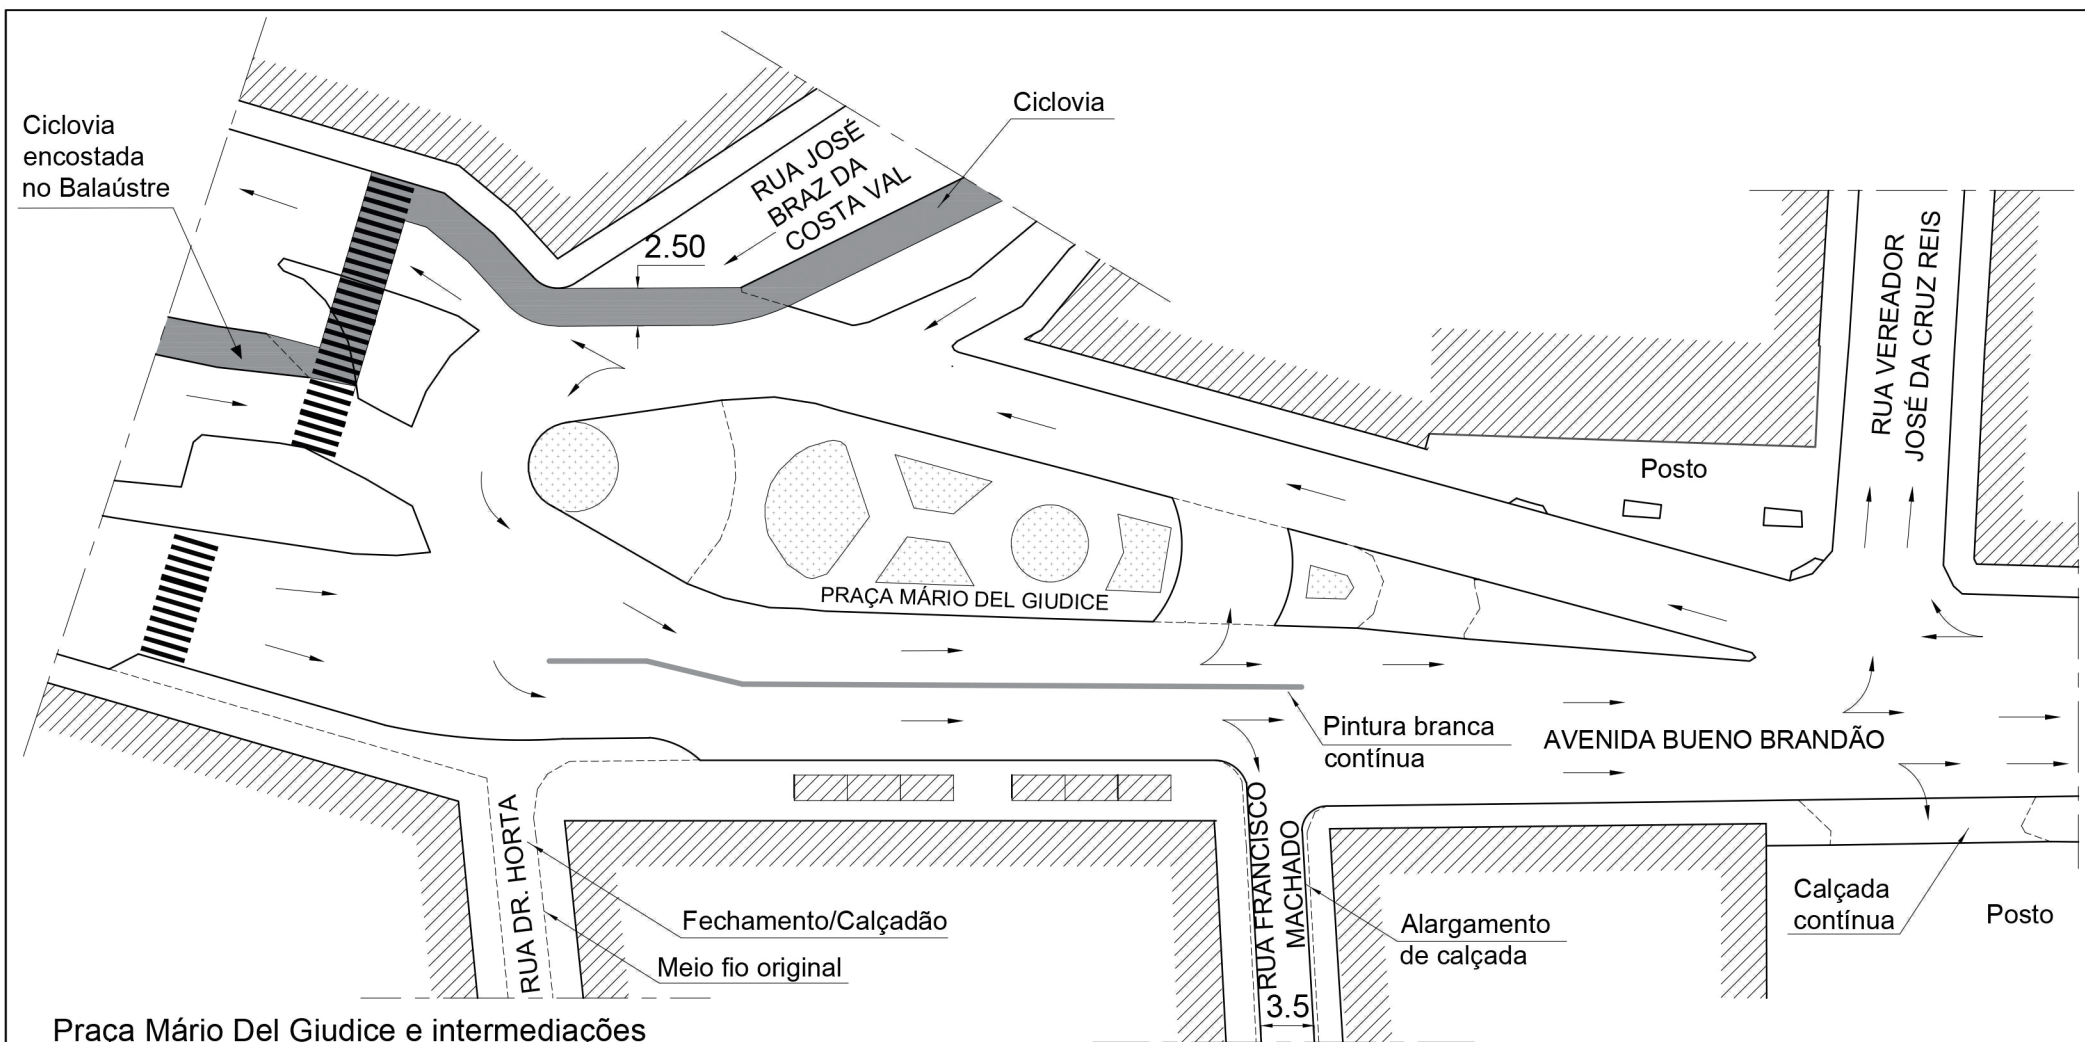 Ciclovia
encostada
no Balaústre
Ciclovia
RUA JOSÉ
BRAZ DA
COSTA VAL
2.50
RUA VEREADOR
JOSÉ DA CRUZ REIS
Posto
PRAÇA MÁRIO DEL GIUDICE
Pintura branca
contínua
AVENIDA BUENO BRANDÃO
RUA DR. HORTA
Fechamento/Calçadão
Meio fio original
RUA FRANCISCO
MACHADO
Alargamento
de calçada
Calçada
contínua
Posto
3.5
Praça Mário Del Giudice e intermediações